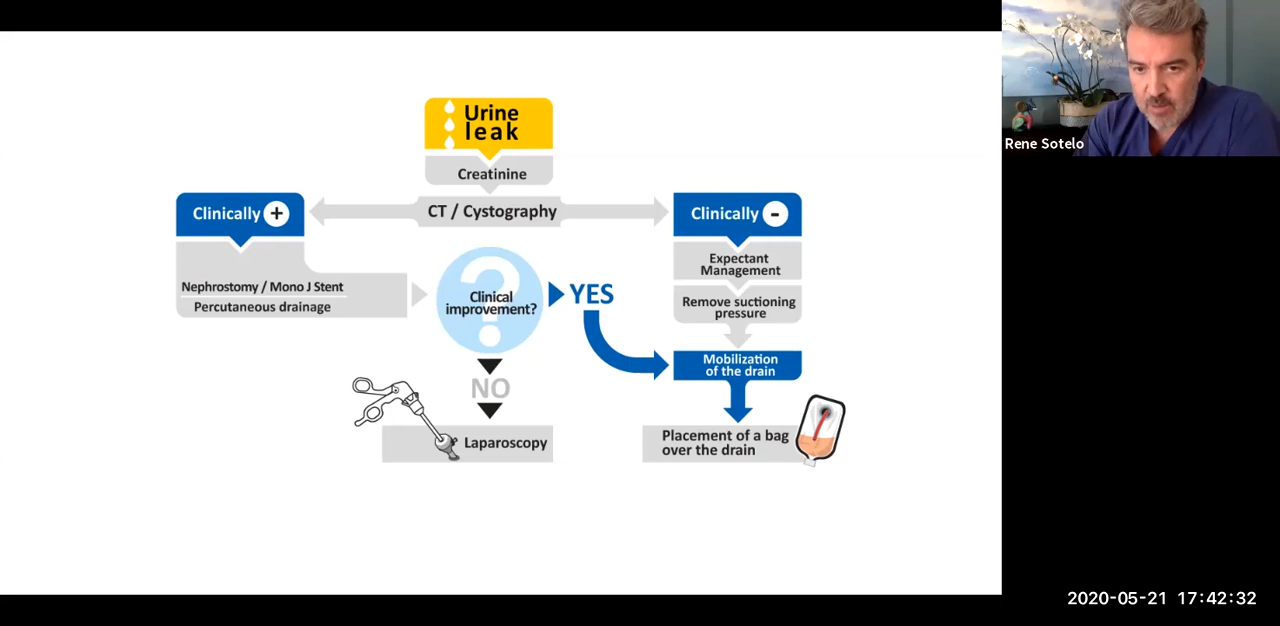 Urine
leak
Creatinine
CT / Cystography
Clinically +
Clinically -
Nephrostomy / Mono J Stent
Percutaneous drainage
Clinical
improvement?
YES
NO
Laparoscopy
Expectant
Management
Remove suctioning
pressure
Mobilization
of the drain
Placement of a bag
over the drain
Rene Sotelo
2020-05-21 17:42:32